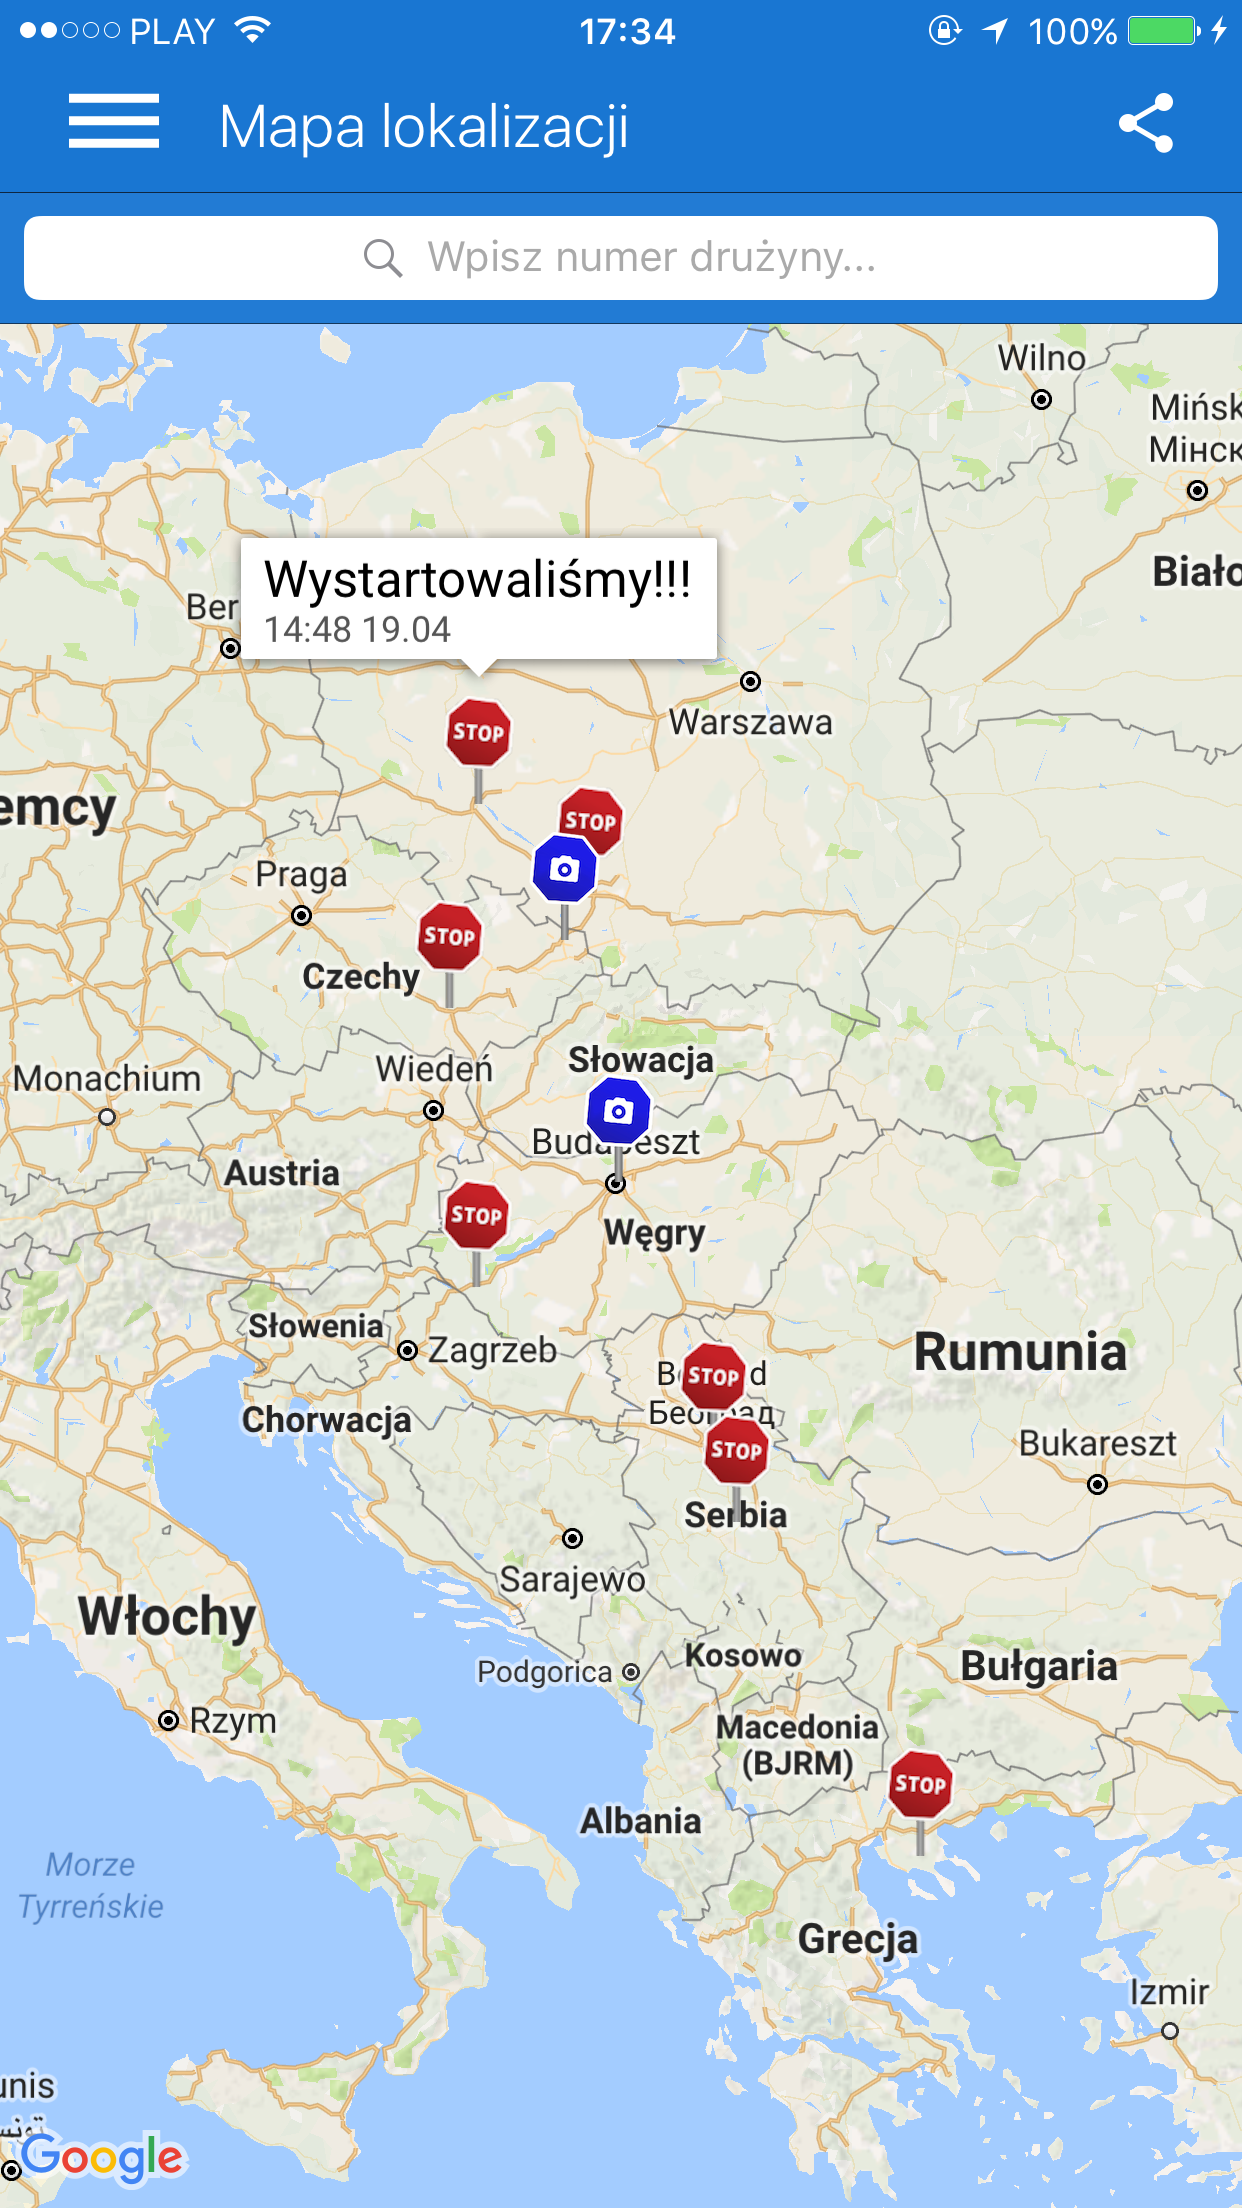 PLAY 17:34 100%
Mapa lokalizacji
Wpisz numer drużyny...
Wilno
Mińsk
Мінск
Biało
Wystartowaliśmy!!!
14:48 19.04
Ber
Warszawa
STOP
emcy
STOP
Praga
STOP
Czechy
Słowacja
Wiedeń
Monachium
Austria
STOP
Węgry
Słowenia
Zagrzeb
Rumunia
STOP
Chorwacja
STOP
Bukareszt
Serbia
Sarajewo
Włochy
Kosowo
Podgorica
Bułgaria
Rzym
Macedonia
(BJRM)
STOP
Albania
Morze
Tyrreńskie
Grecja
Izmir
unis
Google